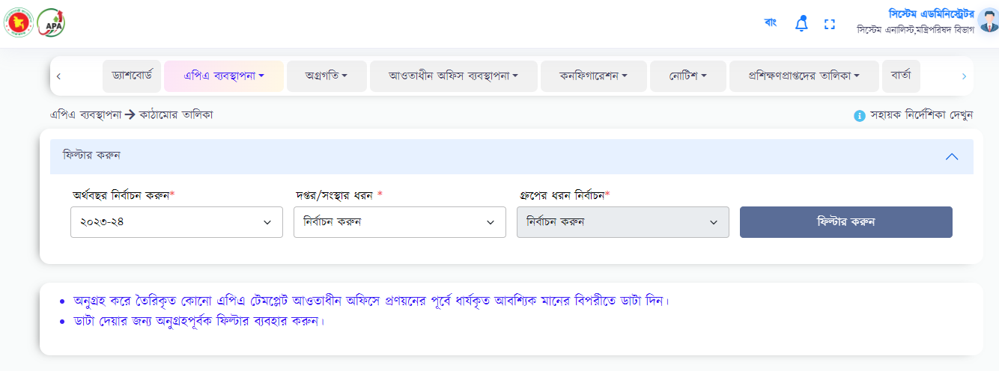 APA
বাং
সিস্টেম এডমিনিস্ট্রেটর
সিস্টেম এনালিস্ট,মন্ত্রিপরিষদ বিভাগ
ড্যাশবোর্ড এপিএ ব্যবস্থাপনা অগ্রগতি আওতাধীন অফিস ব্যবস্থাপনা কনফিগারেশন নোটিশ প্রশিক্ষণপ্রাপ্তদের তালিকা বার্তা
এপিএ ব্যবস্থাপনা → কাঠামোর তালিকা সহায়ক নির্দেশিকা দেখুন
ফিল্টার করুন
অর্থবছর নির্বাচন করুন* দপ্তর/সংস্থার ধরন * গ্রুপের ধরন নির্বাচন*
২০২৩-২৪ নির্বাচন করুন নির্বাচন করুন ফিল্টার করুন
• অনুগ্রহ করে তৈরিকৃত কোনো এপিএ টেমপ্লেট আওতাধীন অফিসে প্রণয়নের পূর্বে ধার্যকৃত আবশ্যিক মানের বিপরীতে ডাটা দিন।
• ডাটা দেয়ার জন্য অনুগ্রহপূর্বক ফিল্টার ব্যবহার করুন।